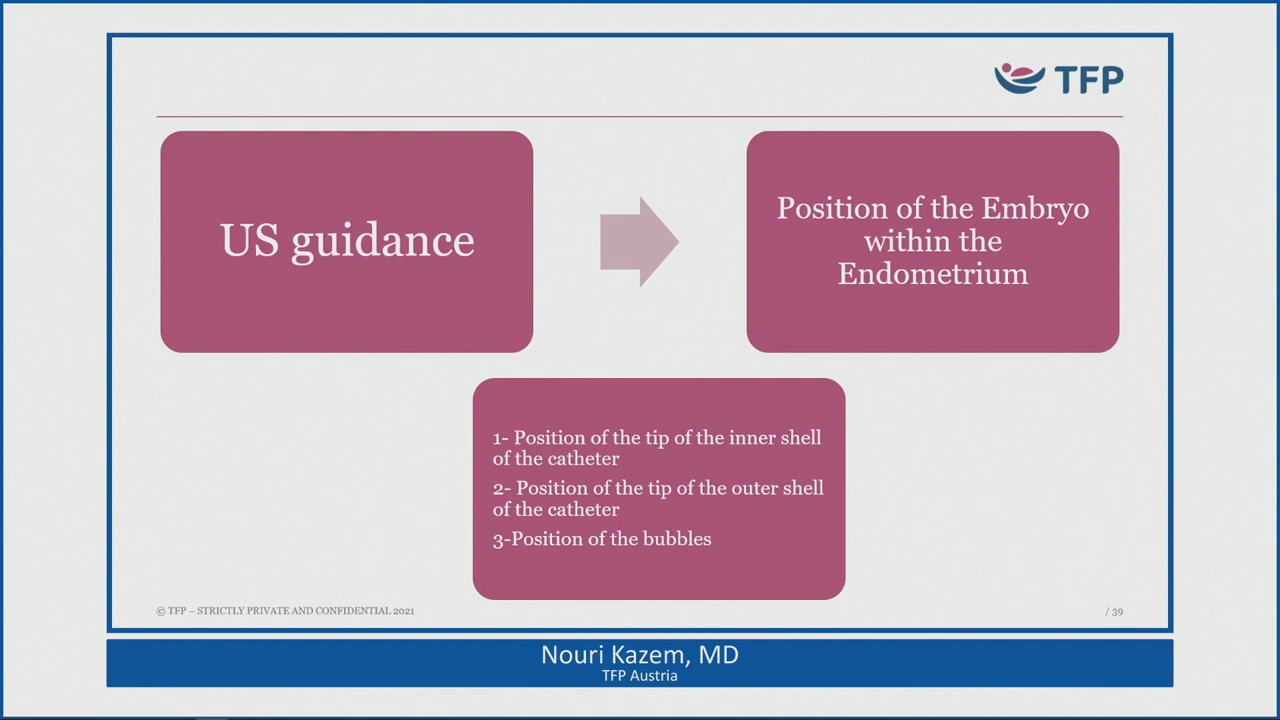 TFP
US guidance
Position of the Embryo
within the
Endometrium
1- Position of the tip of the inner shell
of the catheter
2- Position of the tip of the outer shell
of the catheter
3-Position of the bubbles
© TFP – STRICTLY PRIVATE AND CONFIDENTIAL 2021
/ 39
Nouri Kazem, MD
TFP Austria